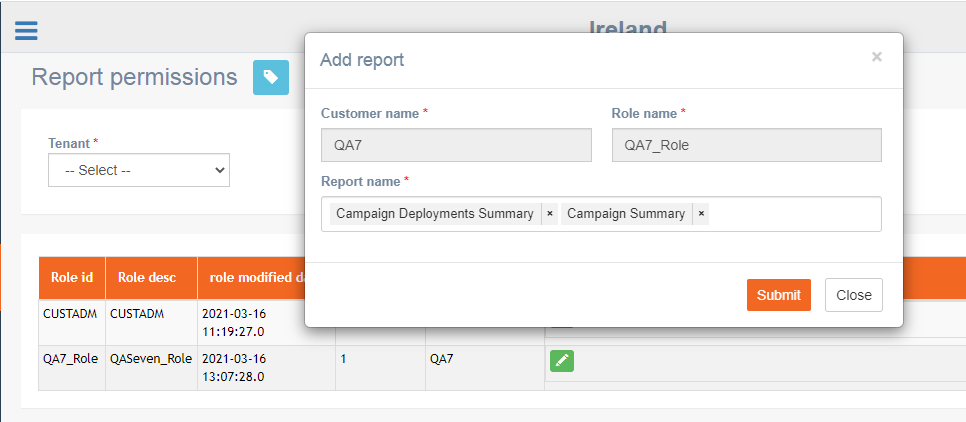 Ireland
Report permissions
Tenant *
-- Select --
Add report
×
Customer name *
Role name *
QA7
QA7_Role
Report name *
Campaign Deployments Summary × Campaign Summary ×
Submit Close
Role id Role desc role modified
CUSTADM CUSTADM 2021-03-16
11:19:27.0
QA7_Role QASeven_Role 2021-03-16 1 QA7
13:07:28.0